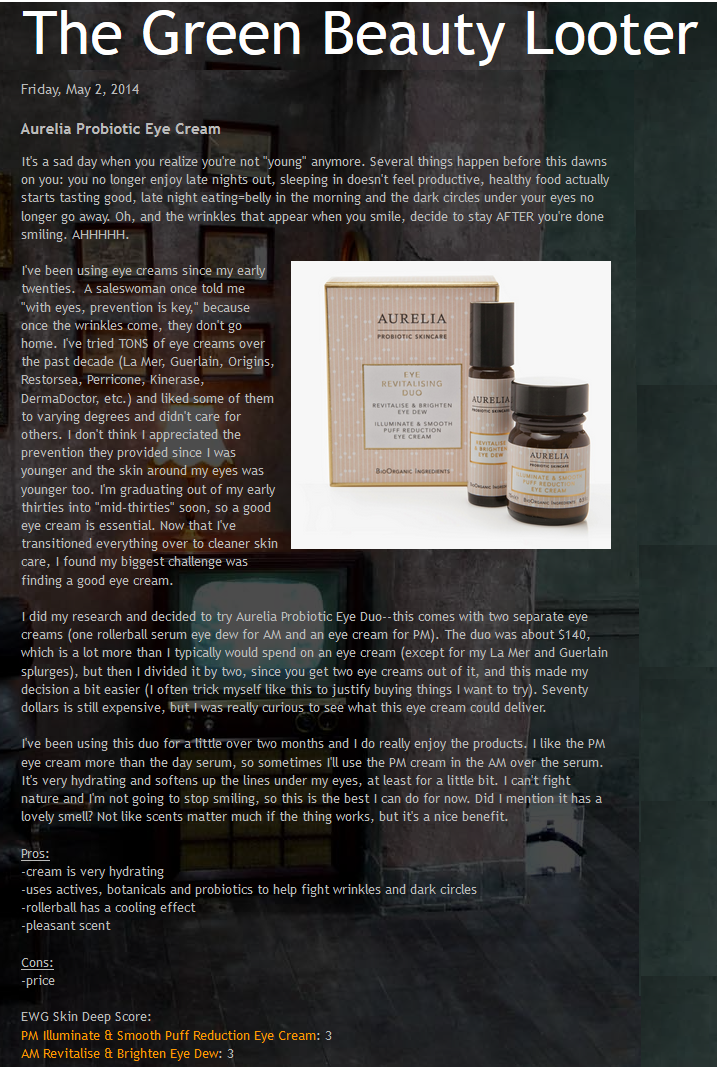 The Green Beauty Looter
Friday, May 2, 2014
Aurelia Probiotic Eye Cream
It's a sad day when you realize you're not "young" anymore. Several things happen before this dawns
on you: you no longer enjoy late nights out, sleeping in doesn't feel productive, healthy food actually
starts tasting good, late night eating=belly in the morning and the dark circles under your eyes no
longer go away. Oh, and the wrinkles that appear when you smile, decide to stay AFTER you're done
smiling. AHHHHH.
I've been using eye creams since my early
twenties.  A saleswoman once told me
"with eyes, prevention is key," because
once the wrinkles come, they don't go
home. I've tried TONS of eye creams over
the past decade (La Mer, Guerlain, Origins,
Restorsea, Perricone, Kinerase,
DermaDoctor, etc.) and liked some of them
to varying degrees and didn't care for
others. I don't think I appreciated the
prevention they provided since I was
younger and the skin around my eyes was
younger too. I'm graduating out of my early
thirties into "mid-thirties" soon, so a good
eye cream is essential. Now that I've
transitioned everything over to cleaner skin
care, I found my biggest challenge was
finding a good eye cream.
AURELIA
PROBIOTIC SKINCARE
EYE
REVITALISING
DUO
REVITALISE & BRIGHTEN
EYE DEW
ILLUMINATE & SMOOTH
PUFF REDUCTION
EYE CREAM
BIOORGANIC INGREDIENTS
AURELIA
PROBIOTIC SKINCARE
REVITALISE
& BRIGHTEN
EYE DEW
AURELIA
PROBIOTIC SKINCARE
ILLUMINATE & SMOOTH
PUFF REDUCTION
EYE CREAM
BIOORGANIC INGREDIENTS
I did my research and decided to try Aurelia Probiotic Eye Duo--this comes with two separate eye
creams (one rollerball serum eye dew for AM and an eye cream for PM). The duo was about $140,
which is a lot more than I typically would spend on an eye cream (except for my La Mer and Guerlain
splurges), but then I divided it by two, since you get two eye creams out of it, and this made my
decision a bit easier (I often trick myself like this to justify buying things I want to try). Seventy
dollars is still expensive, but I was really curious to see what this eye cream could deliver.
I've been using this duo for a little over two months and I do really enjoy the products. I like the PM
eye cream more than the day serum, so sometimes I'll use the PM cream in the AM over the serum.
It's very hydrating and softens up the lines under my eyes, at least for a little bit. I can't fight
nature and I'm not going to stop smiling, so this is the best I can do for now. Did I mention it has a
lovely smell? Not like scents matter much if the thing works, but it's a nice benefit.
Pros:
-cream is very hydrating
-uses actives, botanicals and probiotics to help fight wrinkles and dark circles
-rollerball has a cooling effect
-pleasant scent
Cons:
-price
EWG Skin Deep Score:
PM Illuminate & Smooth Puff Reduction Eye Cream: 3
AM Revitalise & Brighten Eye Dew: 3